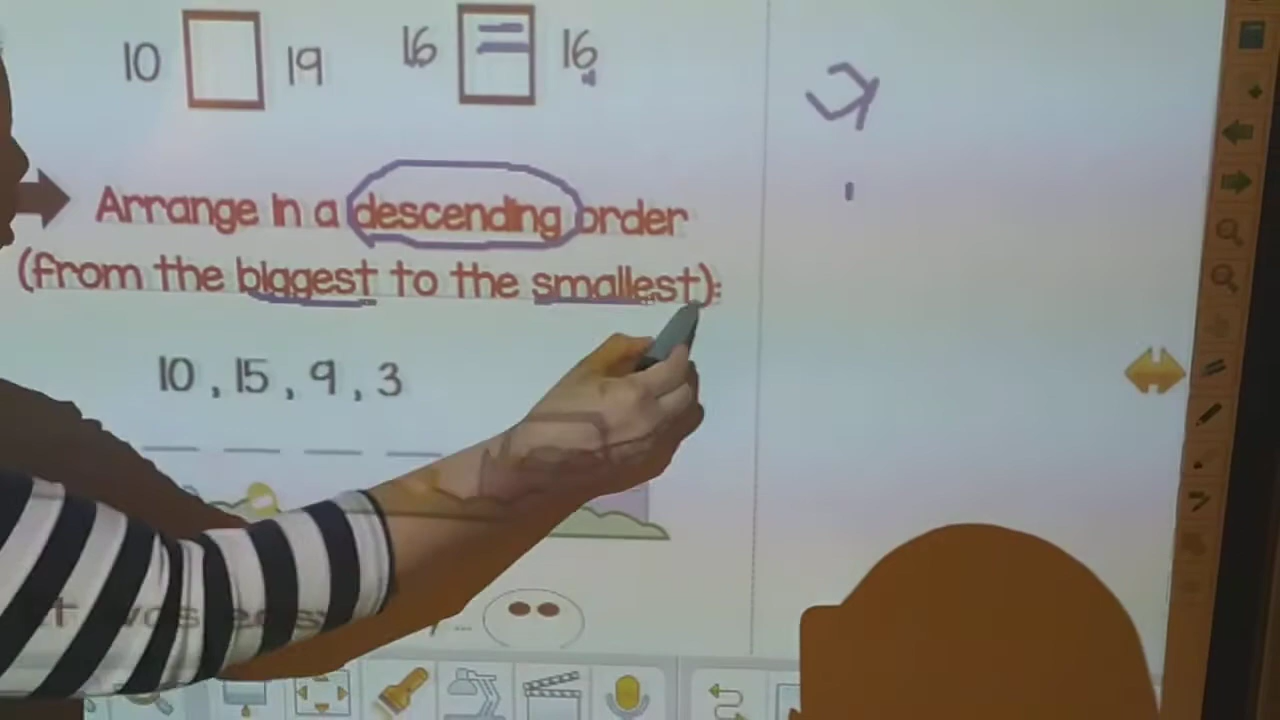 10 19 16 = 16
Arrange in a descending order
(from the biggest to the smallest):
10 , 15 , 9 , 3